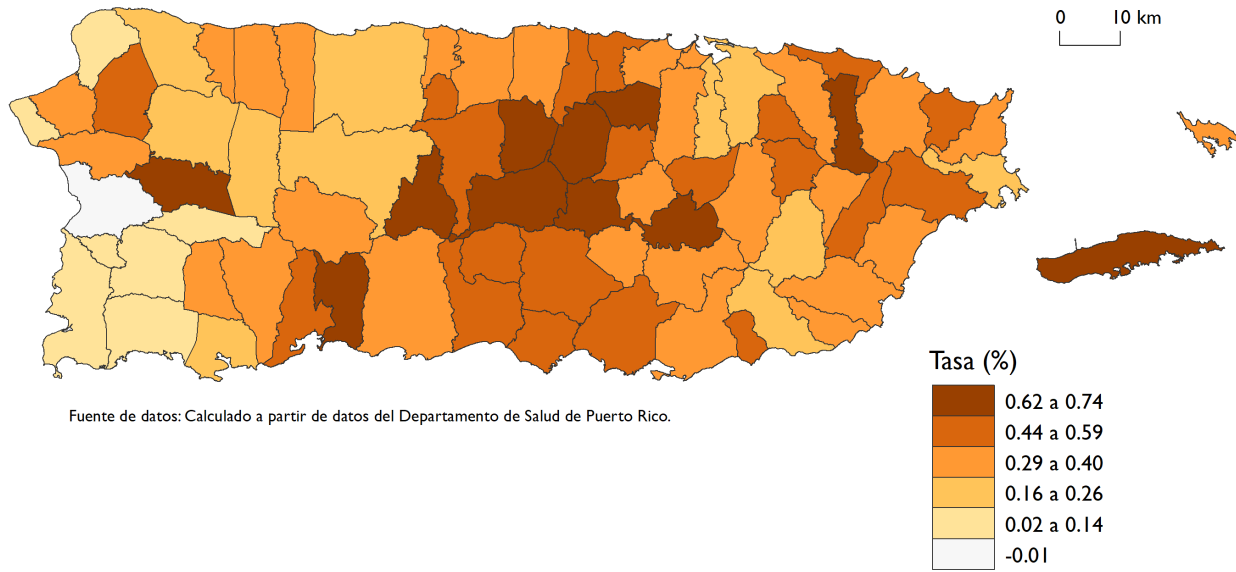 0 10 km
Tasa (%)
0.62 a 0.74
0.44 a 0.59
0.29 a 0.40
0.16 a 0.26
0.02 a 0.14
-0.01
Fuente de datos: Calculado a partir de datos del Departamento de Salud de Puerto Rico.